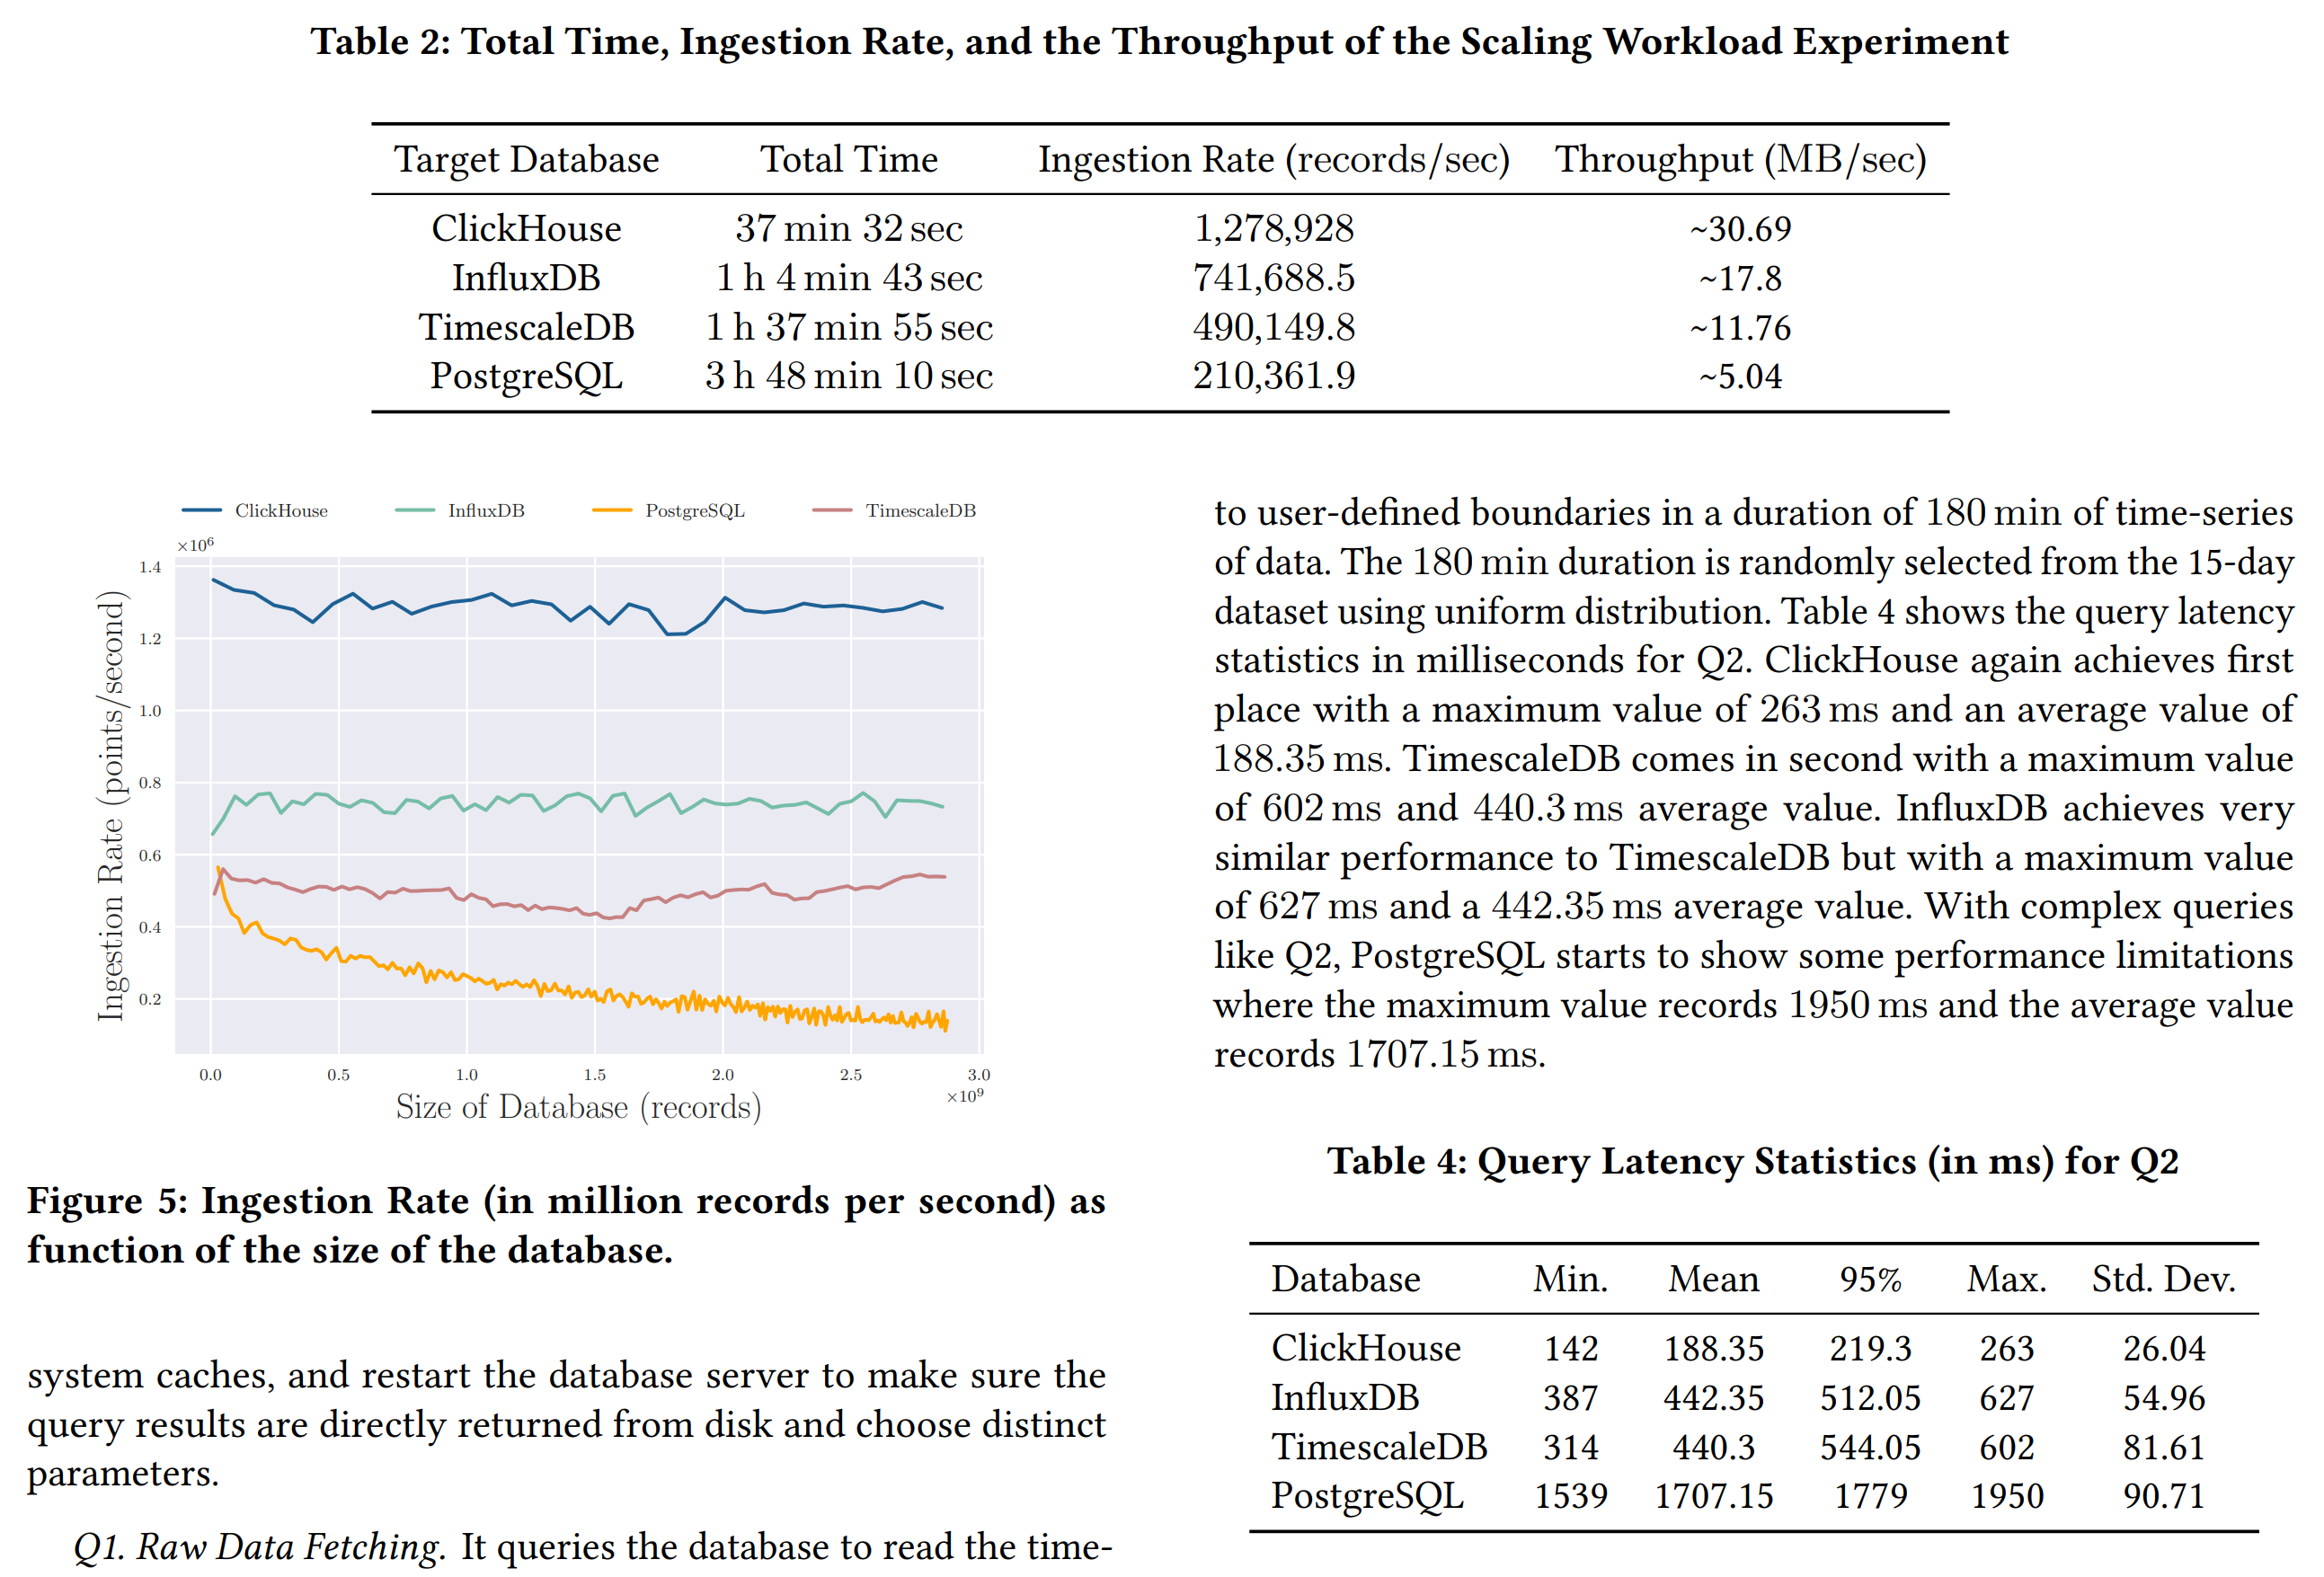 Table 2: Total Time, Ingestion Rate, and the Throughput of the Scaling Workload Experiment
Target Database Total Time Ingestion Rate (records/sec) Throughput (MB/sec)
ClickHouse 37 min 32 sec 1,278,928 ~30.69
InfluxDB 1 h 4 min 43 sec 741,688.5 ~17.8
TimescaleDB 1 h 37 min 55 sec 490,149.8 ~11.76
PostgreSQL 3 h 48 min 10 sec 210,361.9 ~5.04
ClickHouse InfluxDB PostgreSQL TimescaleDB
×10⁶
1.4
1.2
1.0
0.8
0.6
0.4
0.2
Ingestion Rate (points/second)
0.0 0.5 1.0 1.5 2.0 2.5 3.0
×10⁹
Size of Database (records)
Figure 5: Ingestion Rate (in million records per second) as
function of the size of the database.
system caches, and restart the database server to make sure the
query results are directly returned from disk and choose distinct
parameters.
Q1. Raw Data Fetching. It queries the database to read the time-
to user-defined boundaries in a duration of 180 min of time-series
of data. The 180 min duration is randomly selected from the 15-day
dataset using uniform distribution. Table 4 shows the query latency
statistics in milliseconds for Q2. ClickHouse again achieves first
place with a maximum value of 263 ms and an average value of
188.35 ms. TimescaleDB comes in second with a maximum value
of 602 ms and 440.3 ms average value. InfluxDB achieves very
similar performance to TimescaleDB but with a maximum value
of 627 ms and a 442.35 ms average value. With complex queries
like Q2, PostgreSQL starts to show some performance limitations
where the maximum value records 1950 ms and the average value
records 1707.15 ms.
Table 4: Query Latency Statistics (in ms) for Q2
Database Min. Mean 95% Max. Std. Dev.
ClickHouse 142 188.35 219.3 263 26.04
InfluxDB 387 442.35 512.05 627 54.96
TimescaleDB 314 440.3 544.05 602 81.61
PostgreSQL 1539 1707.15 1779 1950 90.71